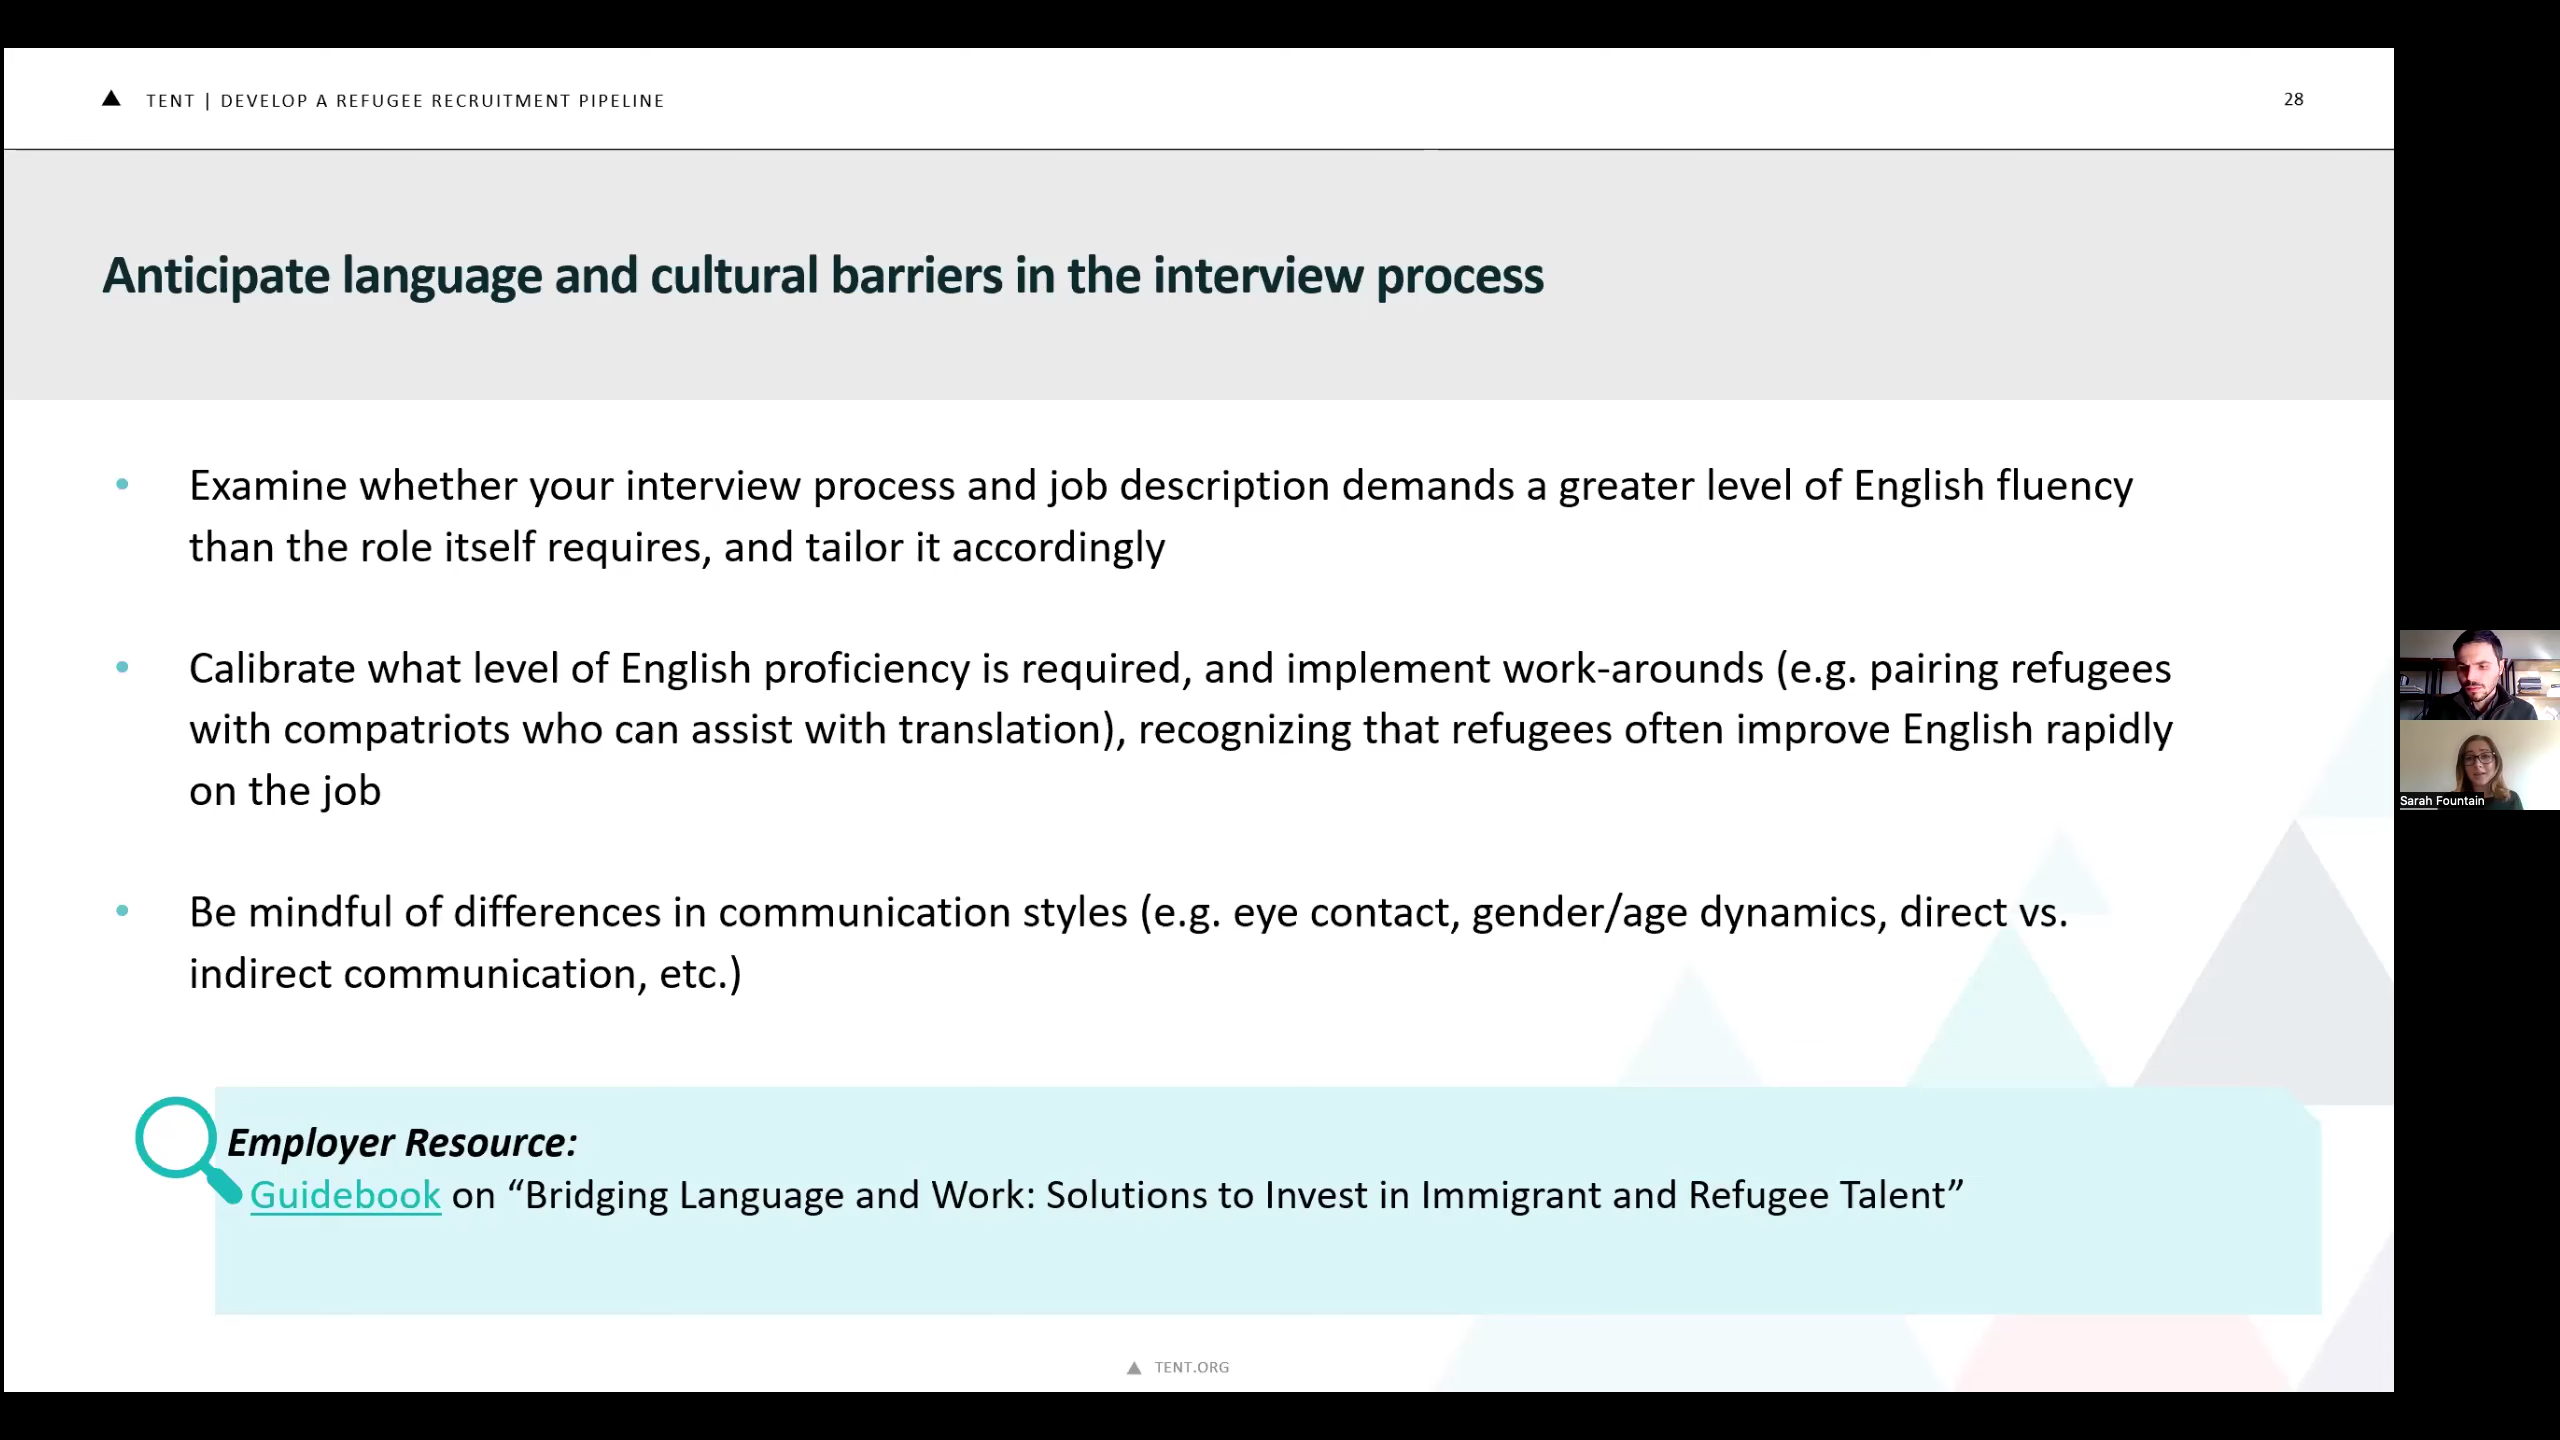 TENT | DEVELOP A REFUGEE RECRUITMENT PIPELINE
28
Anticipate language and cultural barriers in the interview process
• Examine whether your interview process and job description demands a greater level of English fluency
than the role itself requires, and tailor it accordingly
• Calibrate what level of English proficiency is required, and implement work-arounds (e.g. pairing refugees
with compatriots who can assist with translation), recognizing that refugees often improve English rapidly
on the job
• Be mindful of differences in communication styles (e.g. eye contact, gender/age dynamics, direct vs.
indirect communication, etc.)
Employer Resource:
Guidebook on “Bridging Language and Work: Solutions to Invest in Immigrant and Refugee Talent”
TENT.ORG
Sarah Fountain